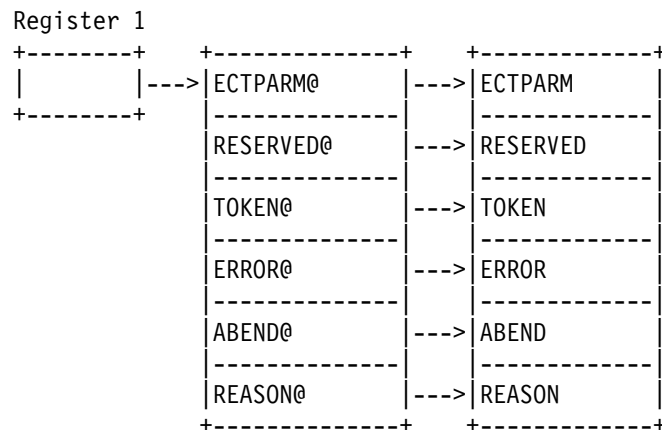 Register 1
ECTPARM@ ECTPARM
RESERVED@ RESERVED
TOKEN@ TOKEN
ERROR@ ERROR
ABEND@ ABEND
REASON@ REASON